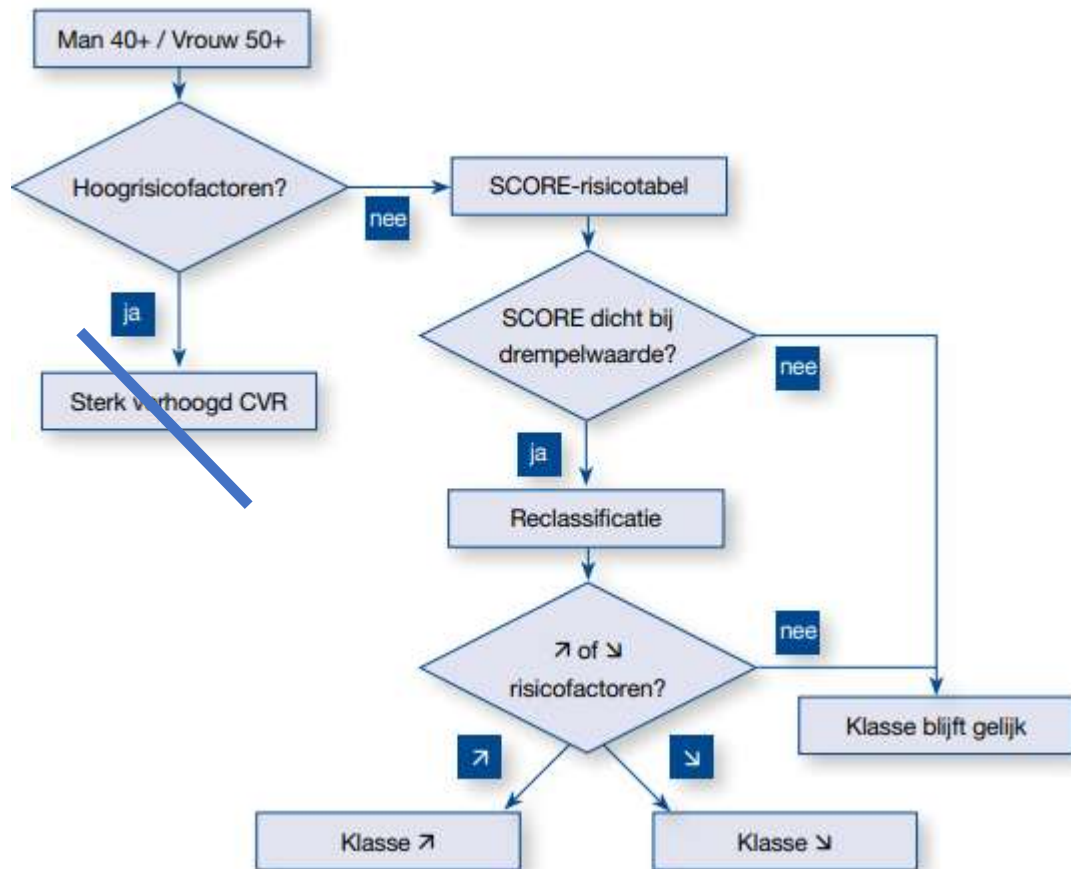 Man 40+ / Vrouw 50+
Hoogrisicofactoren?
nee
SCORE-risicotabel
ja
SCORE dicht bij
drempelwaarde?
nee
Sterk verhoogd CVR
ja
Reclassificatie
nee
↗ of ↘
risicofactoren?
Klasse blijft gelijk
↗
↘
Klasse ↗
Klasse ↘